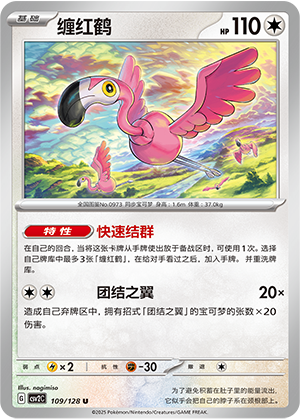 基础 缠红鹤 HP 110
全国图鉴No.0973 同步宝可梦 身高:1.6m 体重:37.0kg
特性 快速结群
在自己的回合,当将这张卡牌从手牌使出放于备战区时,可使用1次。选择
自己牌库中最多3张「缠红鹤」,在给对手看过之后,加入手牌。并重洗牌
库。
团结之翼 20×
造成自己弃牌区中,拥有招式「团结之翼」的宝可梦的张数×20
伤害。
弱点 ×2 抗性 -30 撤退
Illus. nagimiso
G CSV2C 109/128 U
为了避免积蓄在肚子里的能量流出,
它似乎会把自己的脖子系在颈根部上。
©2025 Pokémon/Nintendo/Creatures/GAME FREAK.